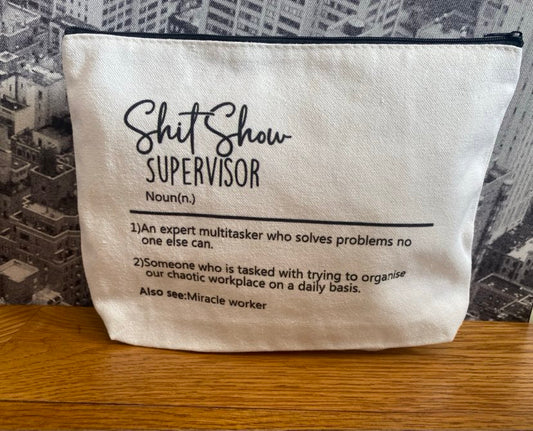 Shit Show
SUPERVISOR
Noun(n.)
1)An expert multitasker who solves problems no
one else can.
2)Someone who is tasked with trying to organise
our chaotic workplace on a daily basis.
Also see:Miracle worker